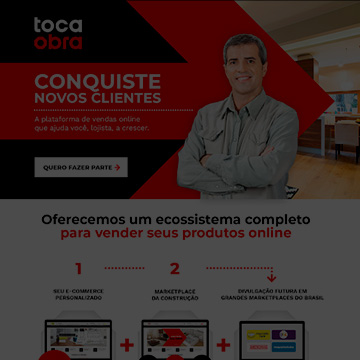 toca
obra
CONQUISTE
NOVOS CLIENTES
A plataforma de vendas online
que ajuda você, lojista, a crescer.
QUERO FAZER PARTE →
Oferecemos um ecossistema completo
para vender seus produtos online
1
2
SEU E-COMMERCE
PERSONALIZADO
MARKETPLACE
DA CONSTRUÇÃO
DIVULGAÇÃO FUTURA EM
GRANDES MARKETPLACES DO BRASIL
+
+